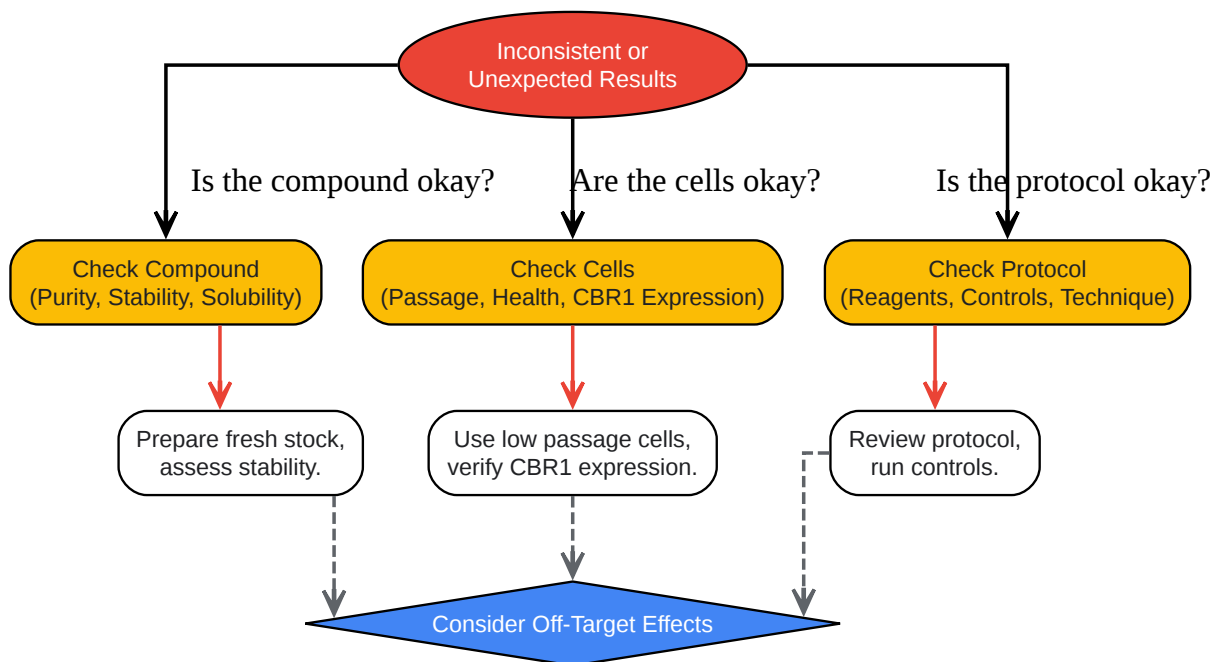 Inconsistent or
Unexpected Results
Is the compound okay?
Are the cells okay?
Is the protocol okay?
Check Compound
(Purity, Stability, Solubility)
Check Cells
(Passage, Health, CBR1 Expression)
Check Protocol
(Reagents, Controls, Technique)
Prepare fresh stock,
assess stability.
Use low passage cells,
verify CBR1 expression.
Review protocol,
run controls.
Consider Off-Target Effects